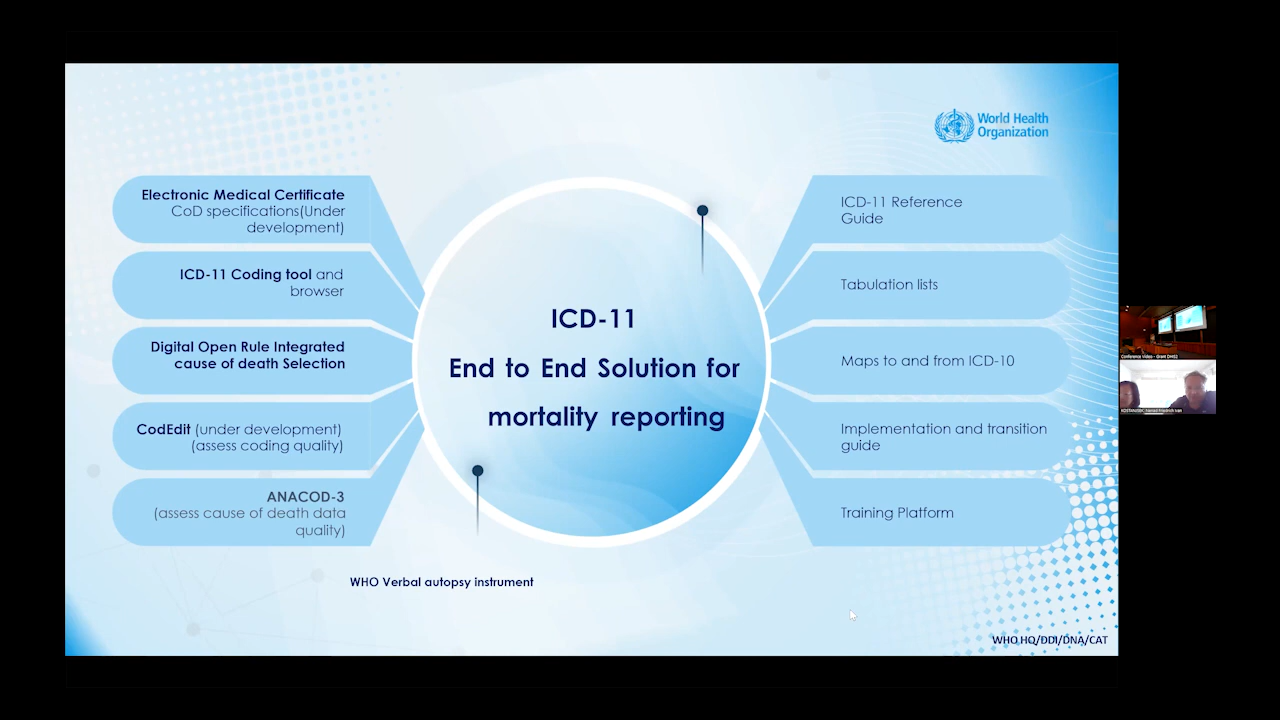 World Health
Organization
Electronic Medical Certificate
CoD specifications(Under
development)
ICD-11 Coding tool and
browser
Digital Open Rule Integrated
cause of death Selection
CodEdit (under development)
(assess coding quality)
ANACOD-3
(assess cause of death data
quality)
ICD-11
End to End Solution for
mortality reporting
ICD-11 Reference
Guide
Tabulation lists
Maps to and from ICD-10
Implementation and transition
guide
Training Platform
WHO Verbal autopsy instrument
WHO HQ/DDI/DNA/CAT